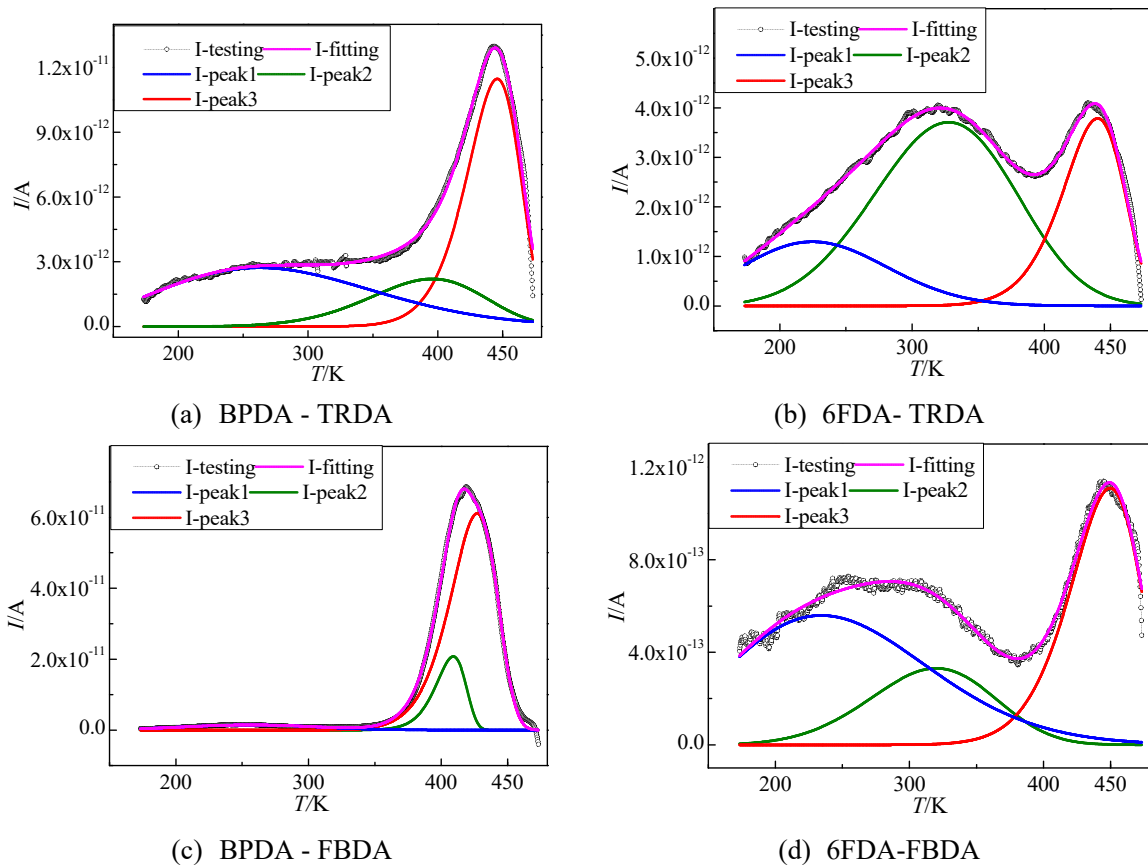 I-testing I-fitting
I-peak1 I-peak2
I-peak3
1.2x10⁻¹¹
9.0x10⁻¹²
6.0x10⁻¹²
3.0x10⁻¹²
0.0
I/A
200 300 400 450
T/K
(a) BPDA - TRDA
I-testing I-fitting
I-peak1 I-peak2
I-peak3
6.0x10⁻¹²
5.0x10⁻¹²
4.0x10⁻¹²
3.0x10⁻¹²
2.0x10⁻¹²
1.0x10⁻¹²
0.0
I/A
200 300 400 450
T/K
(b) 6FDA- TRDA
I-testing I-fitting
I-peak1 I-peak2
I-peak3
6.0x10⁻¹¹
4.0x10⁻¹¹
2.0x10⁻¹¹
0.0
I/A
200 300 400 450
T/K
(c) BPDA - FBDA
I-testing I-fitting
I-peak1 I-peak2
I-peak3
1.2x10⁻¹²
8.0x10⁻¹³
4.0x10⁻¹³
0.0
I/A
200 300 400 450
T/K
(d) 6FDA-FBDA